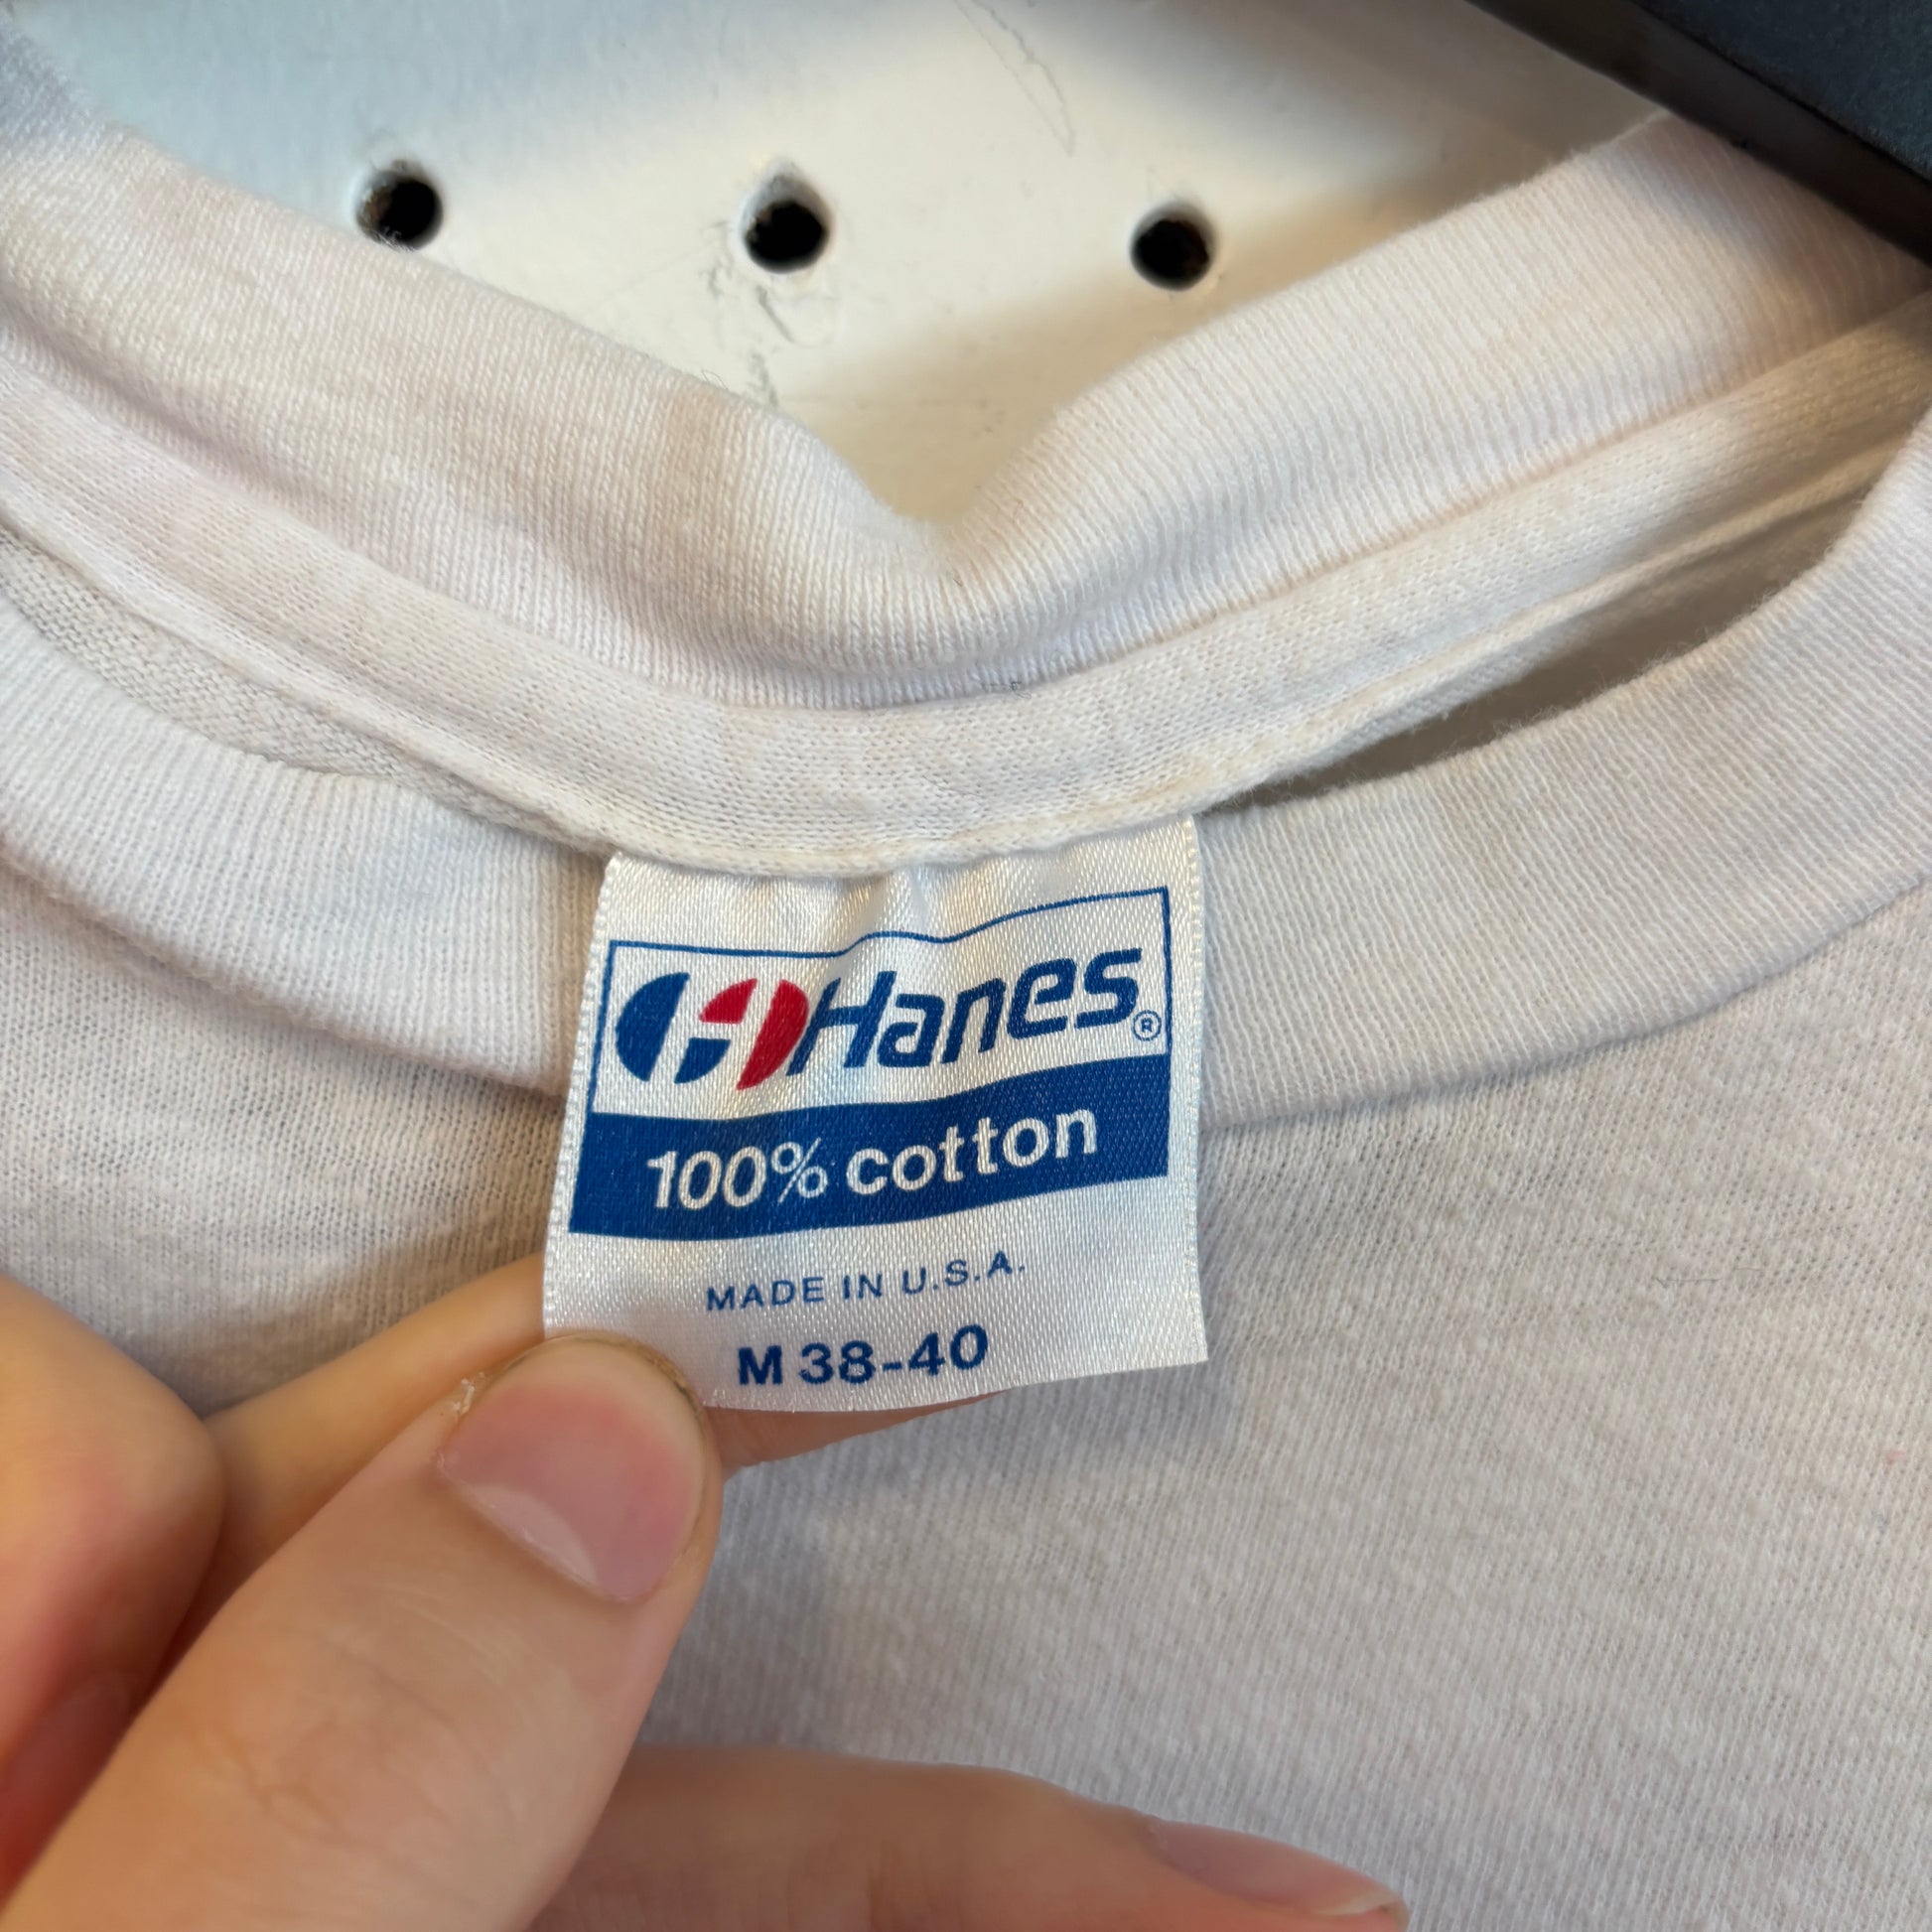 Hanes®
100% cotton
MADE IN U.S.A.
M 38-40